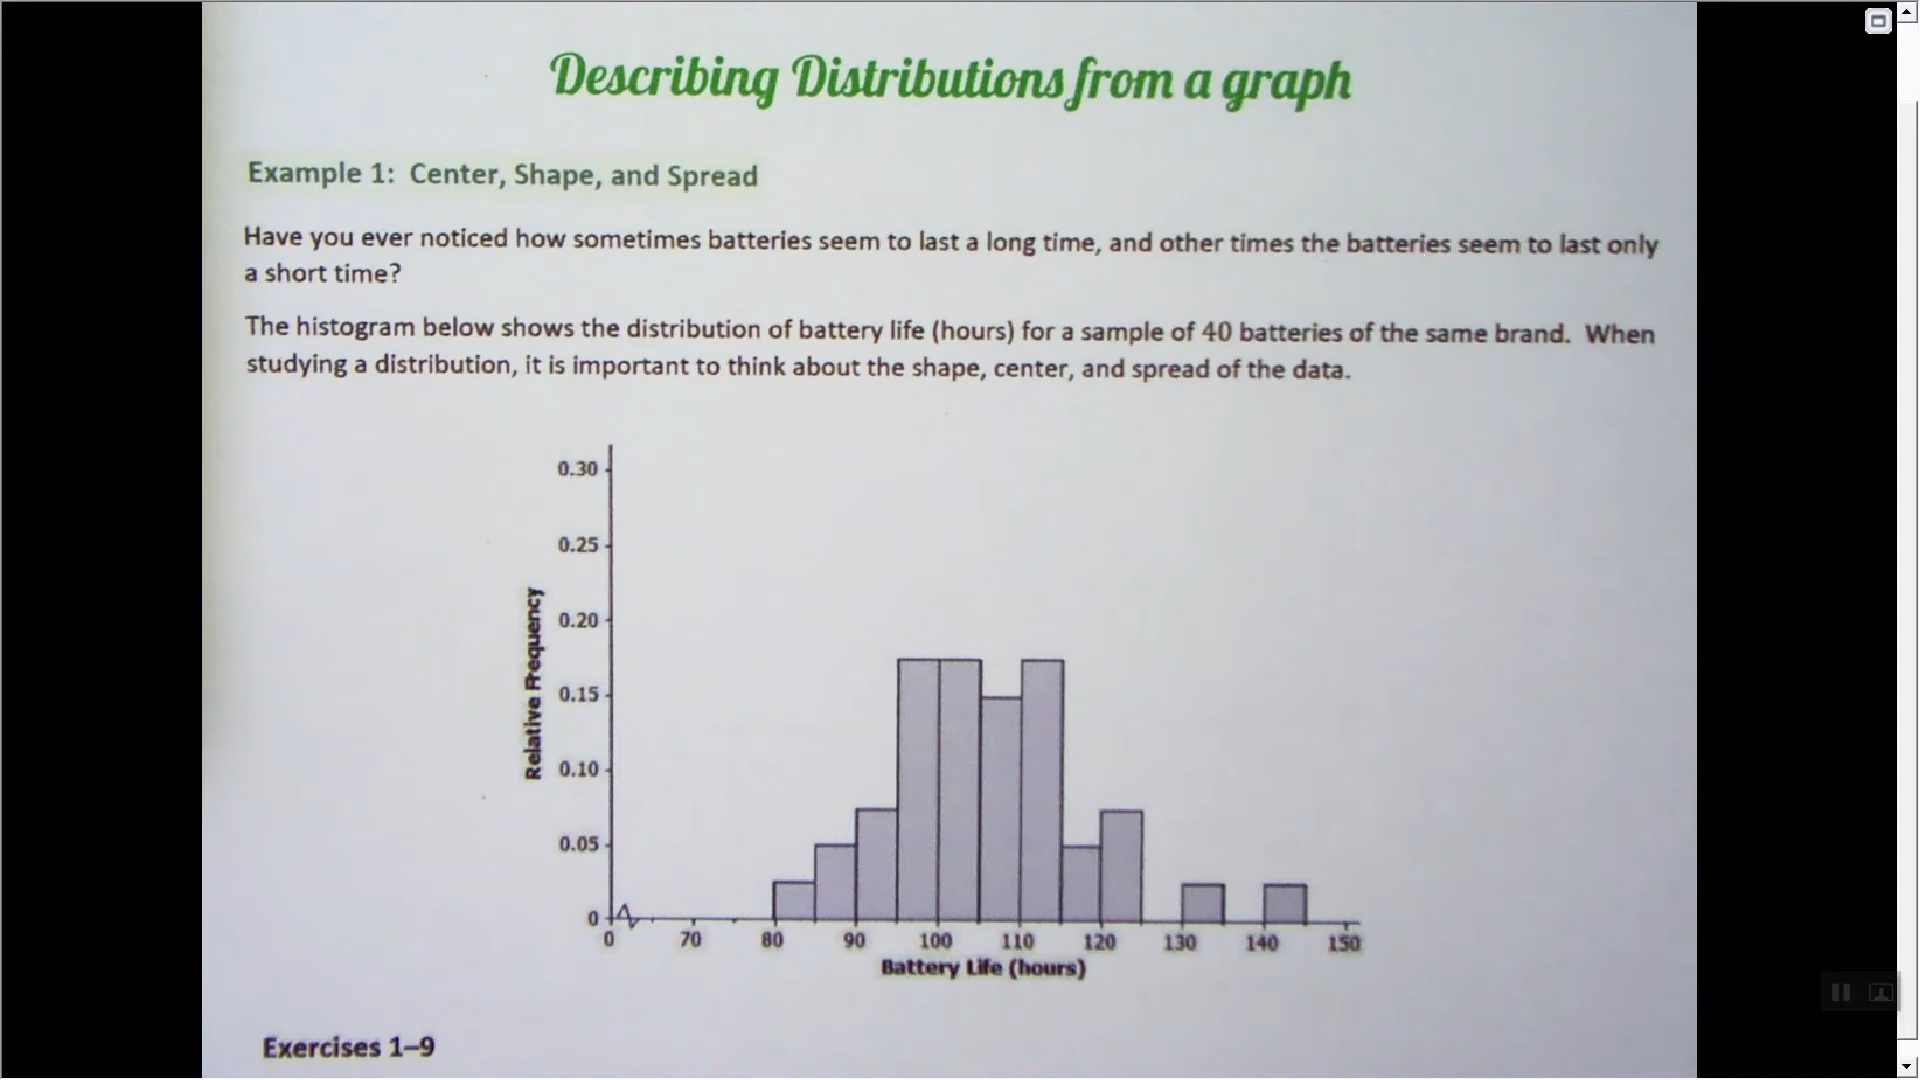 Describing Distributions from a graph
Example 1: Center, Shape, and Spread
Have you ever noticed how sometimes batteries seem to last a long time, and other times the batteries seem to last only
a short time?
The histogram below shows the distribution of battery life (hours) for a sample of 40 batteries of the same brand. When
studying a distribution, it is important to think about the shape, center, and spread of the data.
0.30
0.25
0.20
0.15
0.10
0.05
0
Relative Frequency
0 70 80 90 100 110 120 130 140 150
Battery Life (hours)
Exercises 1–9